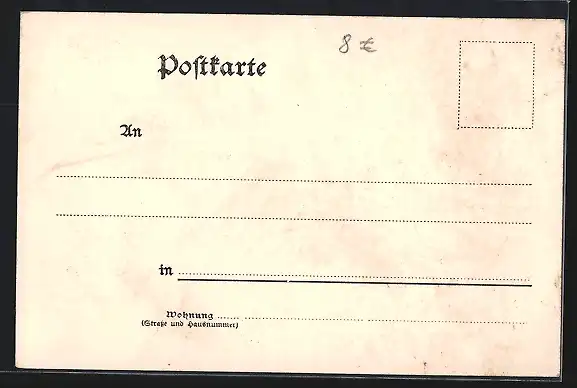 8 €
Postkarte
An
in
Wohnung
(Straße und Hausnummer)